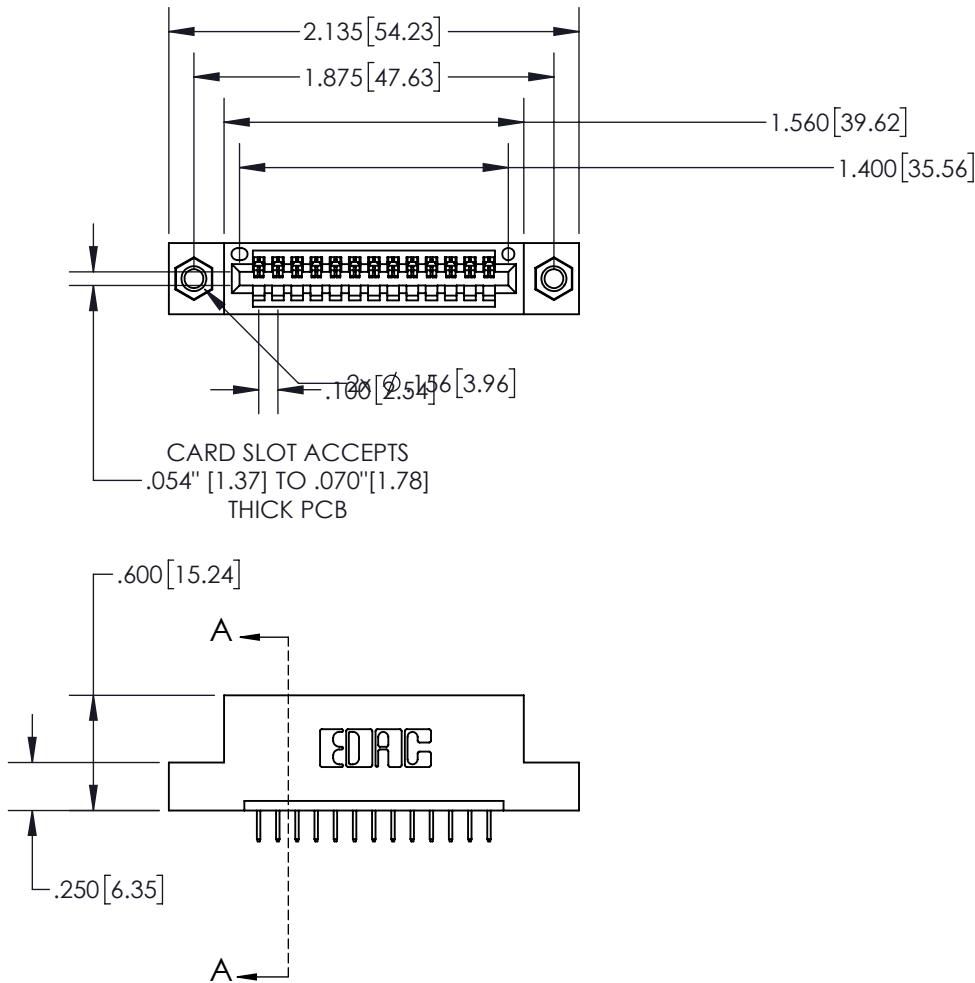 2.135[54.23]
1.875[47.63]
1.560[39.62]
1.400[35.56]
2x Ø .156 [3.96]
.100[2.54]
CARD SLOT ACCEPTS
.054" [1.37] TO .070"[1.78]
THICK PCB
.600[15.24]
A
EDAC
.250[6.35]
A